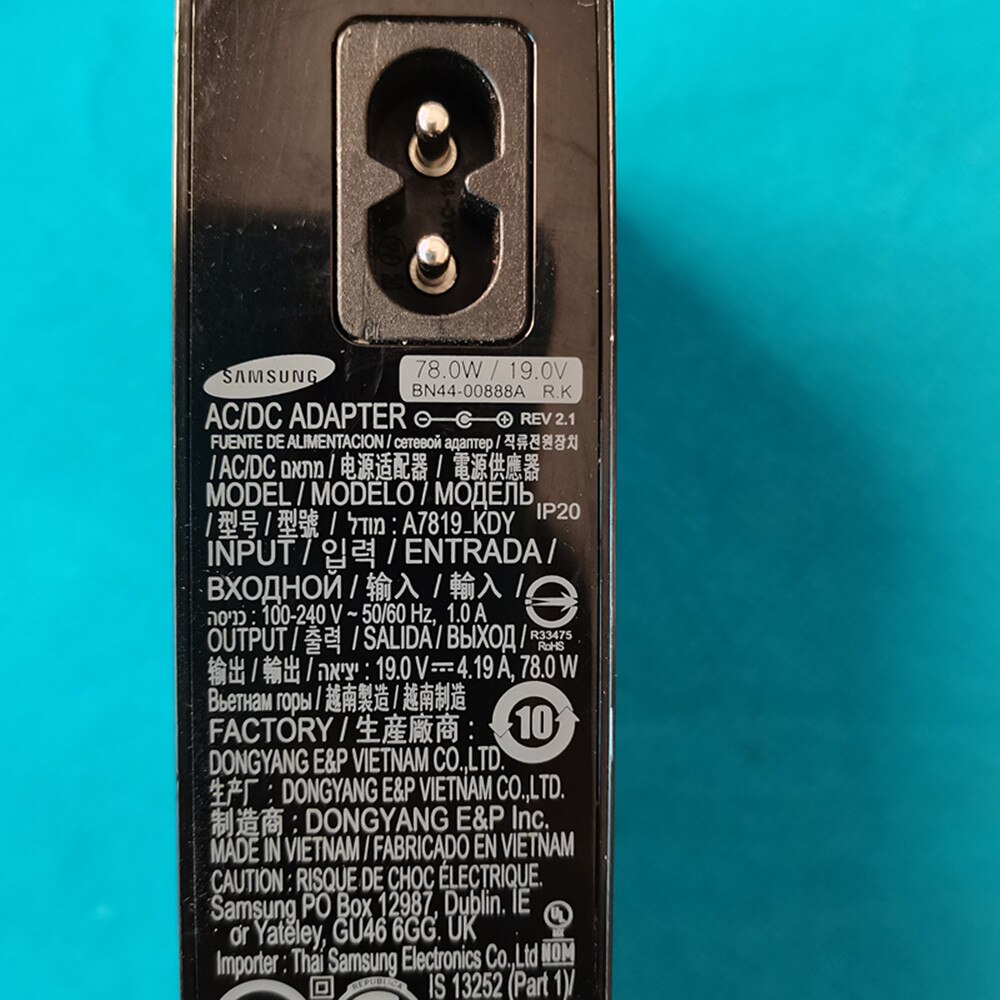 SAMSUNG
78.0W / 19.0V
BN44-00888A R.K
AC/DC ADAPTER REV 2.1
FUENTE DE ALIMENTACION / сетевой адаптер / 직류전원장치
/ AC/DC מתאם / 电源适配器 / 電源供應器
MODEL / MODELO / МОДЕЛЬ
IP20
/ 型号 / 型號 / מודל : A7819_KDY
INPUT / 입력 / ENTRADA /
ВХОДНОЙ / 输入 / 輸入 /
כניסה : 100-240 V ~ 50/60 Hz, 1.0 A
OUTPUT / 출력 / SALIDA / ВЫХОД /
R33475
RoHS
输出 / 輸出 / יציאה : 19.0 V⎓4.19 A, 78.0 W
Вьетнам горы / 越南製造 / 越南制造
10
FACTORY / 生産廠商 :
DONGYANG E&P VIETNAM CO.,LTD.
生产厂 : DONGYANG E&P VIETNAM CO.,LTD.
制造商 : DONGYANG E&P Inc.
MADE IN VIETNAM / FABRICADO EN VIETNAM
CAUTION : RISQUE DE CHOC ÉLECTRIQUE.
Samsung PO Box 12987, Dublin. IE
or Yateley, GU46 6GG. UK
UL
NOM
Importer : Thai Samsung Electronics Co.,Ltd
REPUBLICA
IS 13252 (Part 1)/